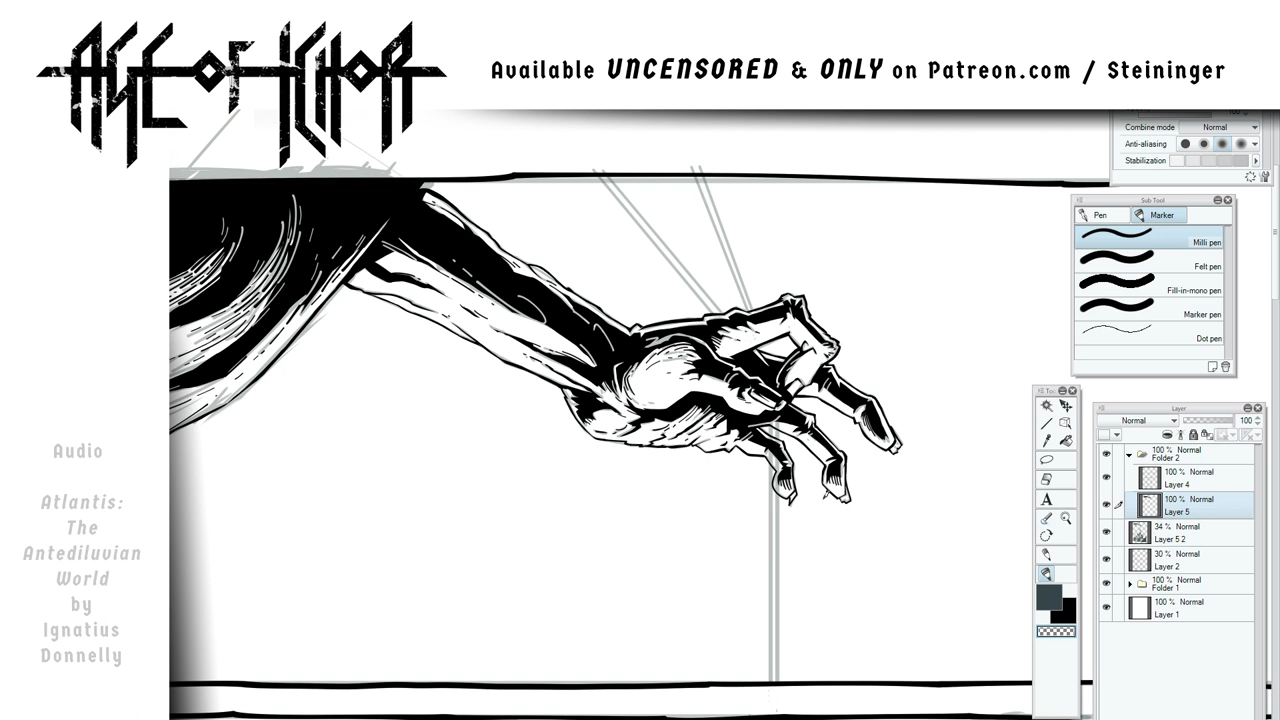 AGE OF ICHOR
Available UNCENSORED & ONLY on Patreon.com / Steininger
Combine mode Normal
Anti-aliasing
Stabilization
Sub Tool
Pen Marker
Milli pen
Felt pen
Fill-in-mono pen
Marker pen
Dot pen
Layer
Normal 100
100 % Normal
Folder 2
100 % Normal
Layer 4
100 % Normal
Layer 5
34 % Normal
Layer 5 2
30 % Normal
Layer 2
100 % Normal
Folder 1
100 % Normal
Layer 1
A
Audio
Atlantis:
The
Antediluvian
World
by
Ignatius
Donnelly